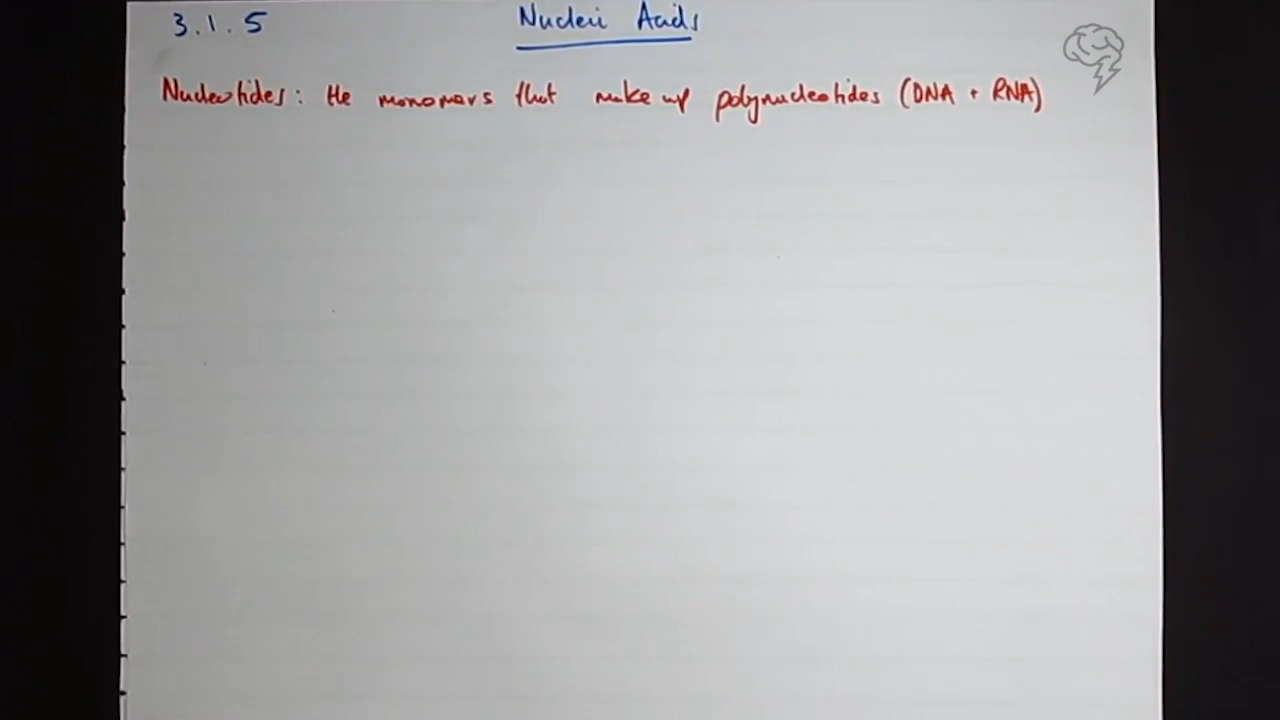 3.1.5 Nucleic Acids
Nucleotides: the monomers that make up polynucleotides (DNA + RNA)